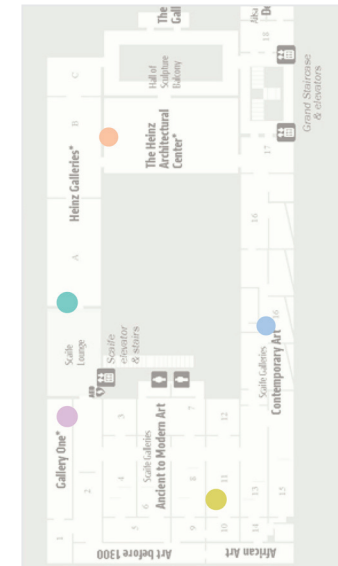 The
Gall
Hall of
Sculpture
Balcony
18
Grand Staircase
& elevators
C
B
Heinz Galleries*
A
The Heinz
Architectural
Center*
17
16
Scaife
Lounge
Scaife
elevator
& stairs
AED
16
Scaife Galleries
Contemporary Art
Gallery One*
3
7
12
Scaife Galleries
Ancient to Modern Art
2
4
6
8
11
13
15
1
5
9
10
14
Art before 1300
African Art